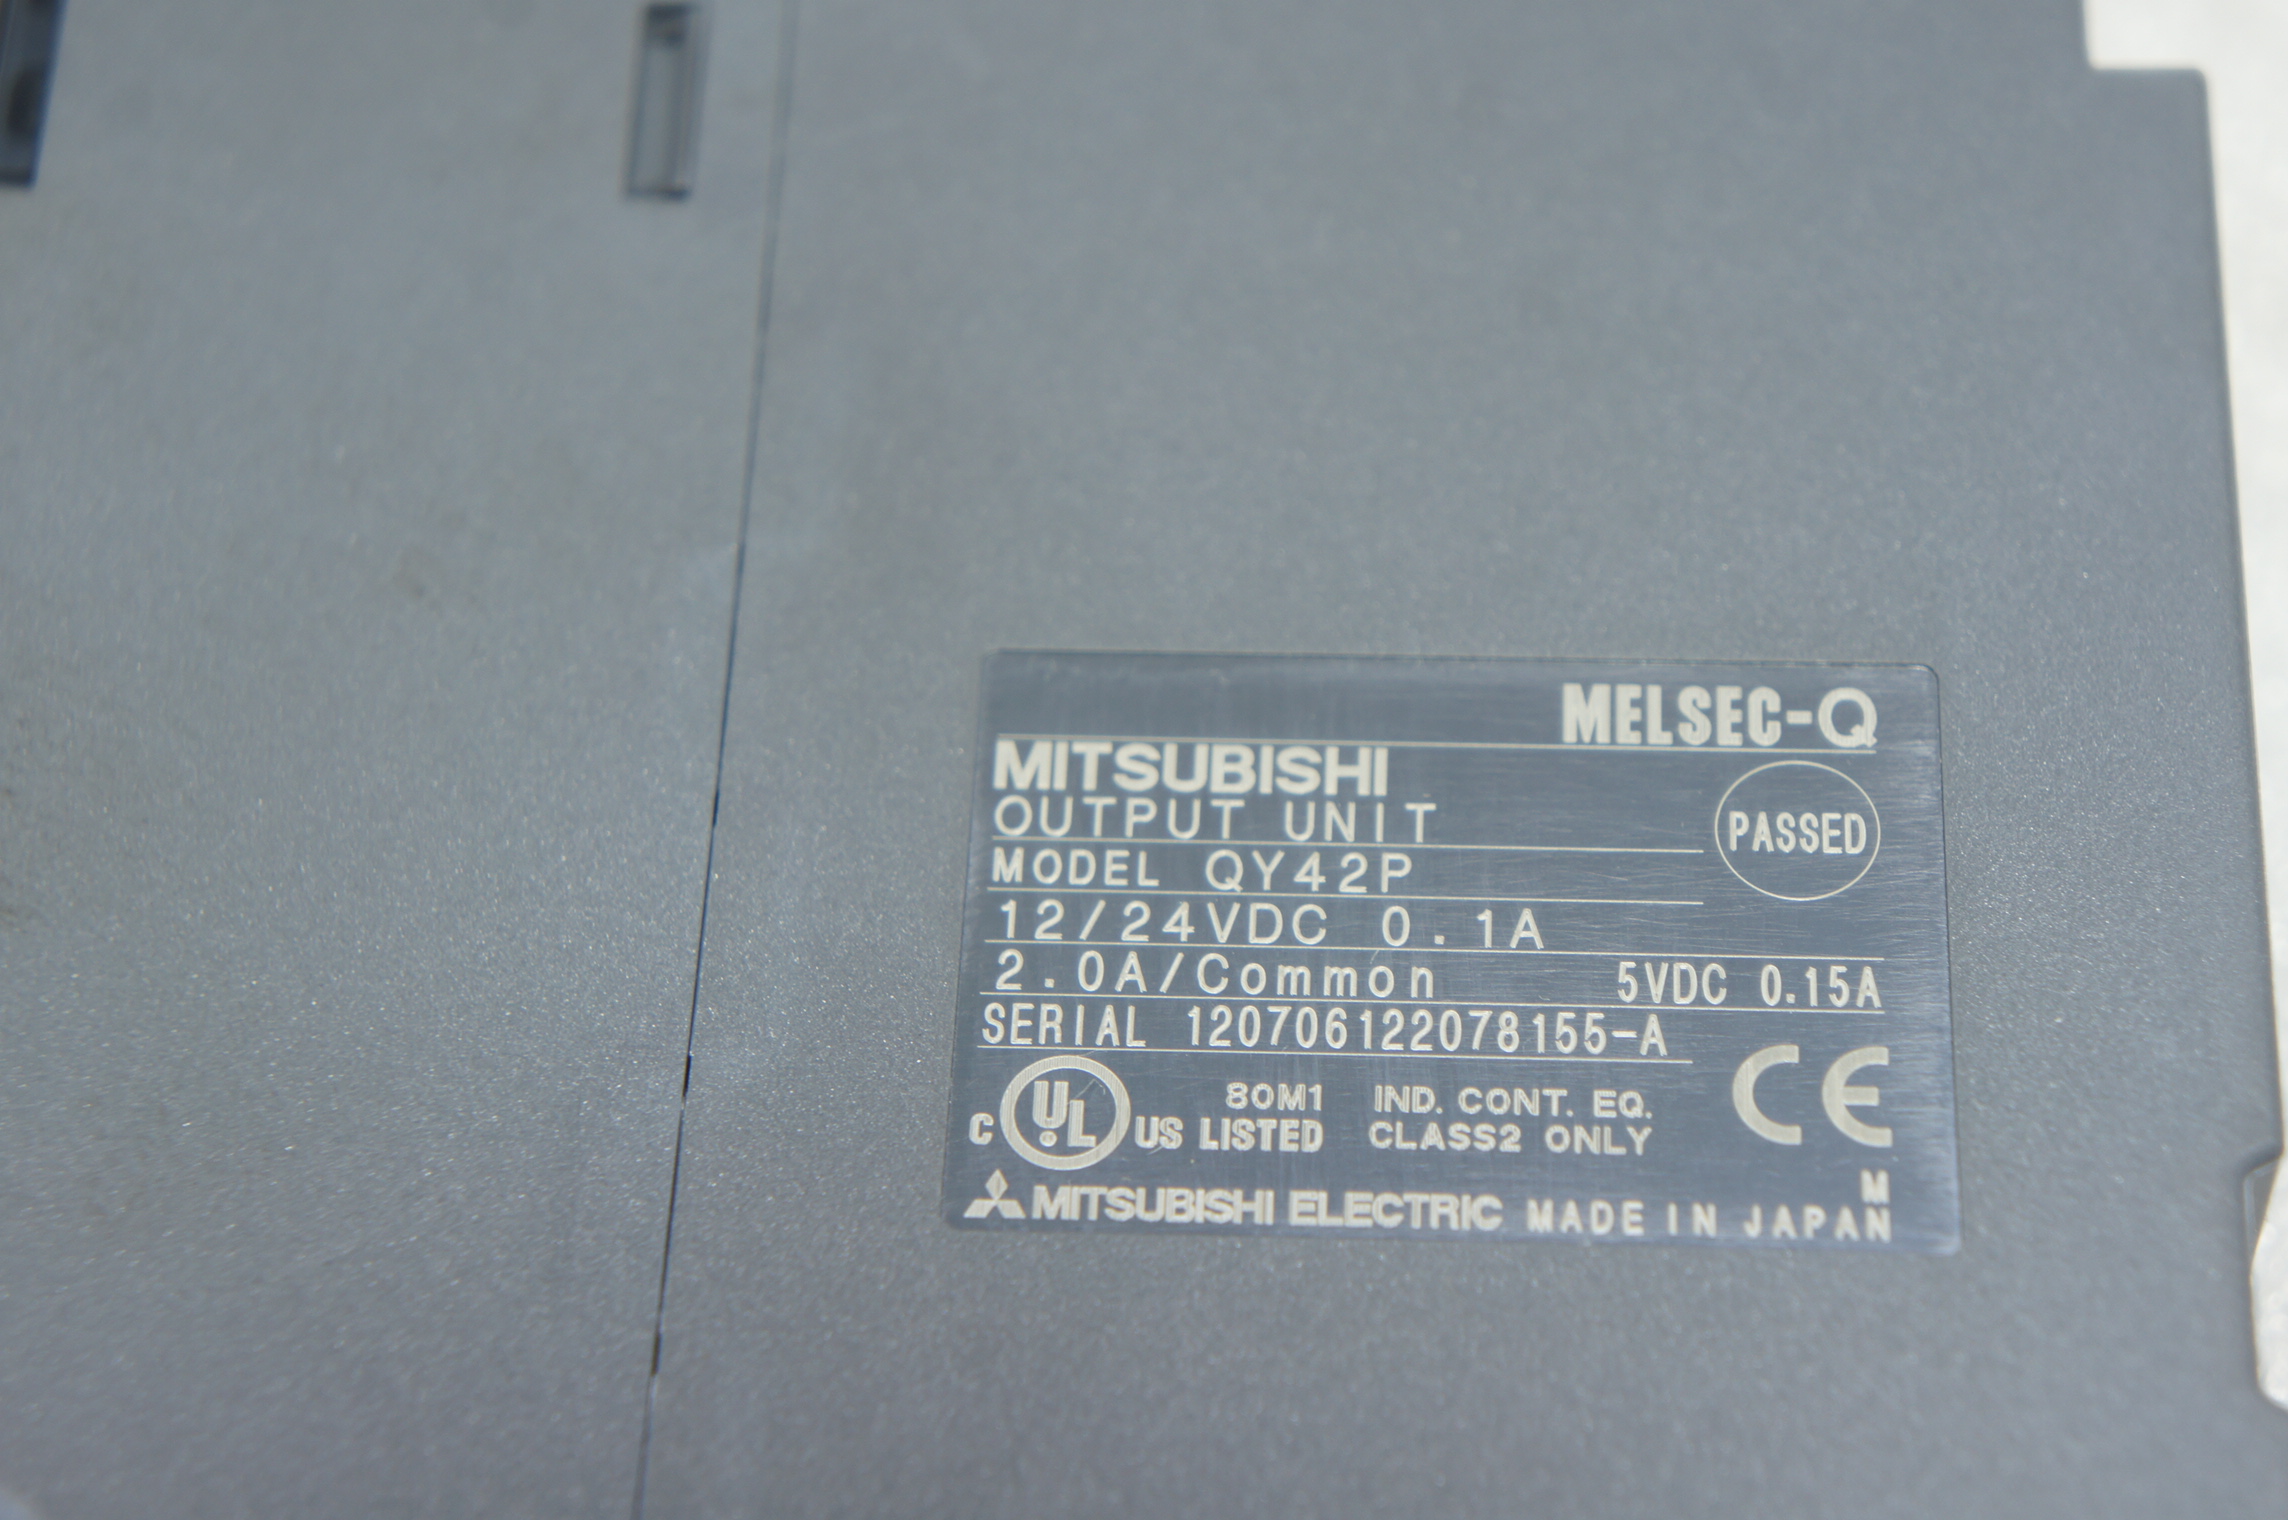 MELSEC-Q
MITSUBISHI
OUTPUT UNIT
PASSED
MODEL QY42P
12/24VDC 0.1A
2.0A/Common 5VDC 0.15A
SERIAL 120706122078155-A
C UL US LISTED 80M1 IND. CONT. EQ.
CLASS2 ONLY
CE
M
MITSUBISHI ELECTRIC MADE IN JAPAN